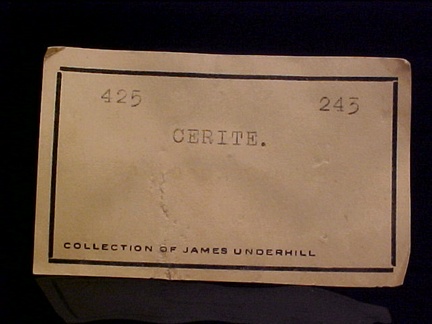 425 243
CERITE.
COLLECTION OF JAMES UNDERHILL